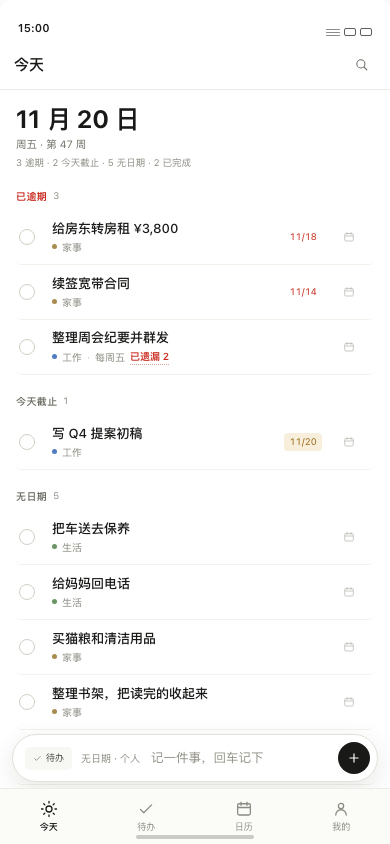 15:00
今天
11 月 20 日
周五 · 第 47 周
3 逾期 · 2 今天截止 · 5 无日期 · 2 已完成
已逾期 3
给房东转房租 ¥3,800
11/18
家事
续签宽带合同
11/14
家事
整理周会纪要并群发
工作 · 每周五 已遗漏 2
今天截止 1
写 Q4 提案初稿
11/20
工作
无日期 5
把车送去保养
生活
给妈妈回电话
生活
买猫粮和清洁用品
家事
整理书架，把读完的收起来
家事
待办 无日期 · 个人 记一件事，回车记下
今天 待办 日历 我的